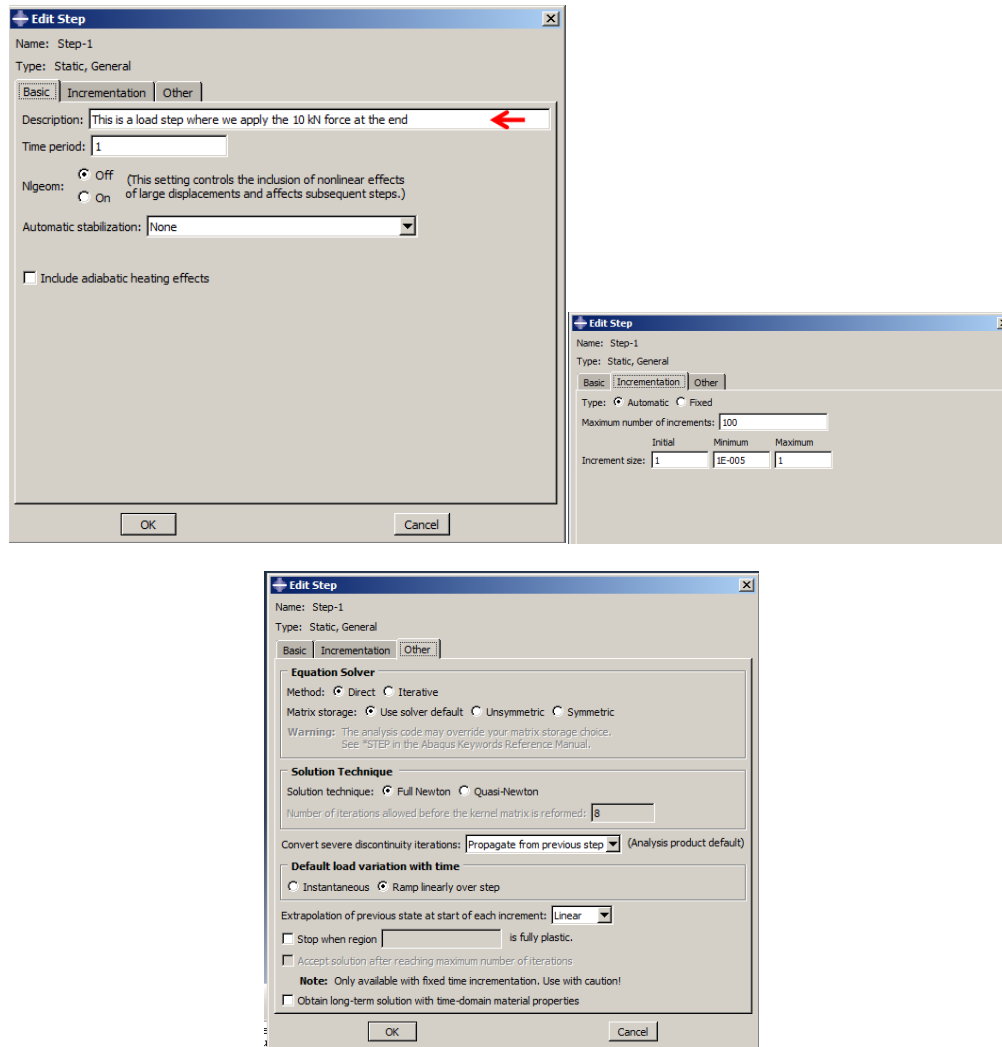 Edit Step
Name: Step-1
Type: Static, General
Basic Incrementation Other
Description: This is a load step where we apply the 10 kN force at the end
Time period: 1
Nlgeom: Off (This setting controls the inclusion of nonlinear effects
On of large displacements and affects subsequent steps.)
Automatic stabilization: None
Include adiabatic heating effects
OK Cancel
Edit Step
Name: Step-1
Type: Static, General
Basic Incrementation Other
Type: Automatic Fixed
Maximum number of increments: 100
Initial Minimum Maximum
Increment size: 1 1E-005 1
Edit Step
Name: Step-1
Type: Static, General
Basic Incrementation Other
Equation Solver
Method: Direct Iterative
Matrix storage: Use solver default Unsymmetric Symmetric
Warning: The analysis code may override your matrix storage choice.
See *STEP in the Abaqus Keywords Reference Manual.
Solution Technique
Solution technique: Full Newton Quasi-Newton
Number of iterations allowed before the kernel matrix is reformed: 8
Convert severe discontinuity iterations: Propagate from previous step (Analysis product default)
Default load variation with time
Instantaneous Ramp linearly over step
Extrapolation of previous state at start of each increment: Linear
Stop when region is fully plastic.
Accept solution after reaching maximum number of iterations
Note: Only available with fixed time incrementation. Use with caution!
Obtain long-term solution with time-domain material properties
OK Cancel